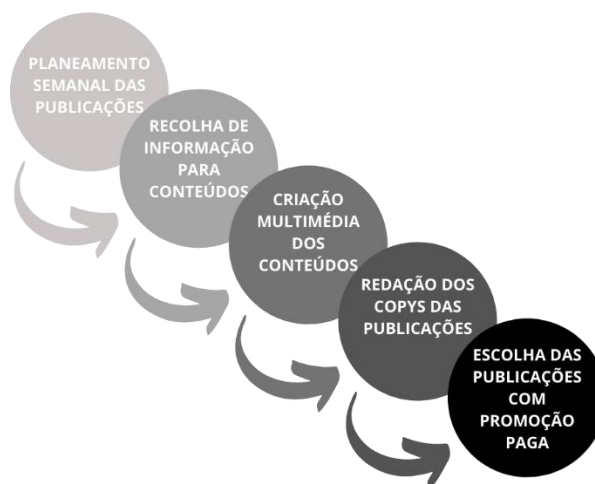 PLANEAMENTO
SEMANAL DAS
PUBLICAÇÕES
RECOLHA DE
INFORMAÇÃO
PARA
CONTEÚDOS
CRIAÇÃO
MULTIMÉDIA
DOS
CONTEÚDOS
REDAÇÃO DOS
COPYS DAS
PUBLICAÇÕES
ESCOLHA DAS
PUBLICAÇÕES
COM
PROMOÇÃO
PAGA